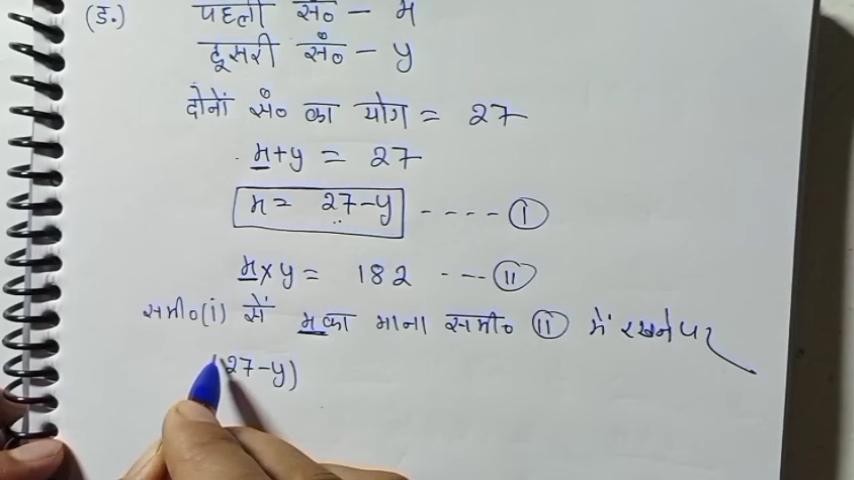 (ड.) पहली सं० - म
दूसरी सं० - y
दोनों सं० का योग = 27
म+y = 27
म = 27-y ---- (I)
म×y = 182 --- (II)
समी०(i) से म का माना समी० (II) में रखने पर
(27-y)